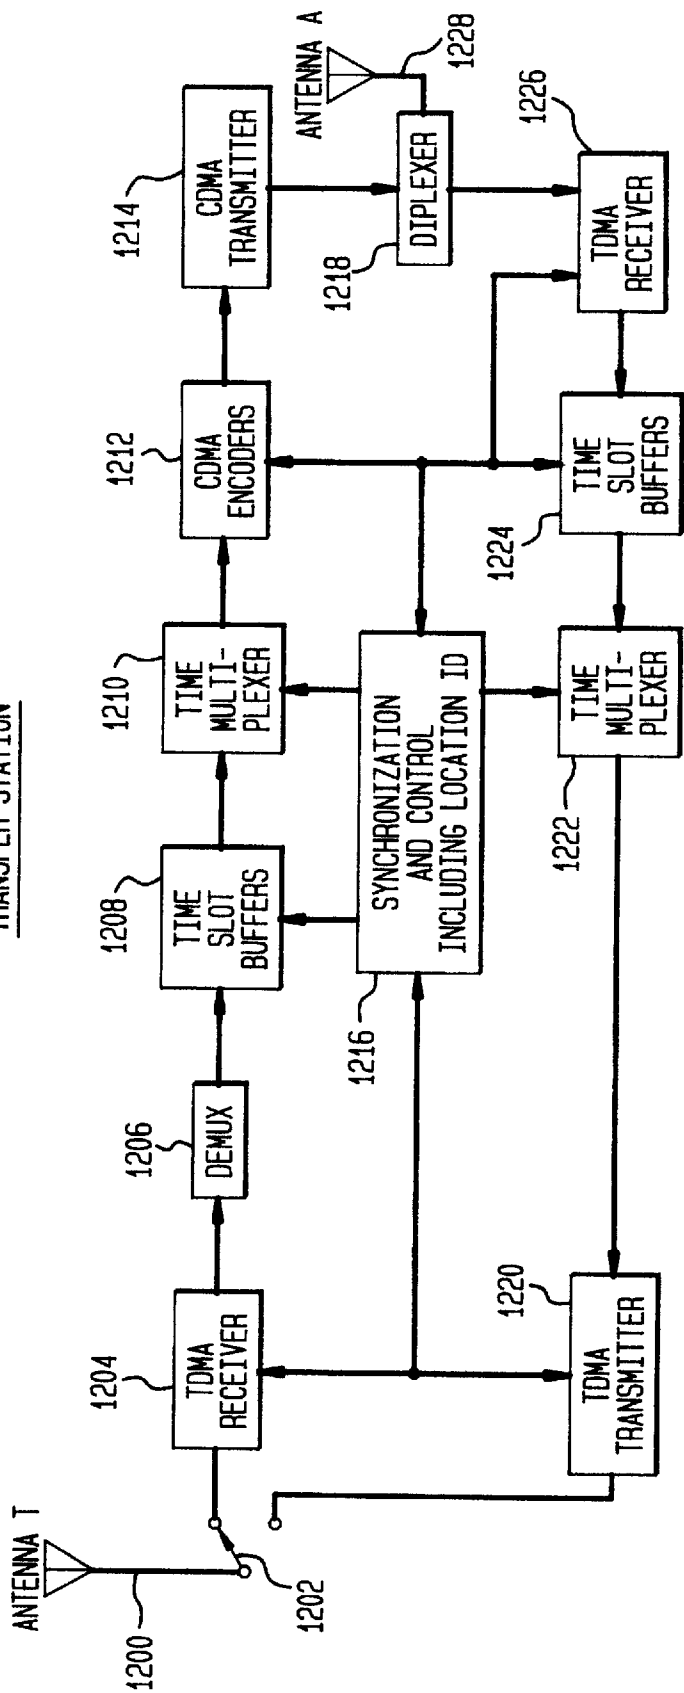 TRANSFER STATION
ANTENNA T
1200
1202
1204
TDMA
RECEIVER
1206
DEMUX
1208
TIME
SLOT
BUFFERS
1210
TIME
MULTI-
PLEXER
1212
CDMA
ENCODERS
1214
CDMA
TRANSMITTER
ANTENNA A
1228
1218
DIPLEXER
1216
SYNCHRONIZATION
AND CONTROL
INCLUDING LOCATION ID
1220
TDMA
TRANSMITTER
1222
TIME
MULTI-
PLEXER
1224
TIME
SLOT
BUFFERS
1226
TDMA
RECEIVER